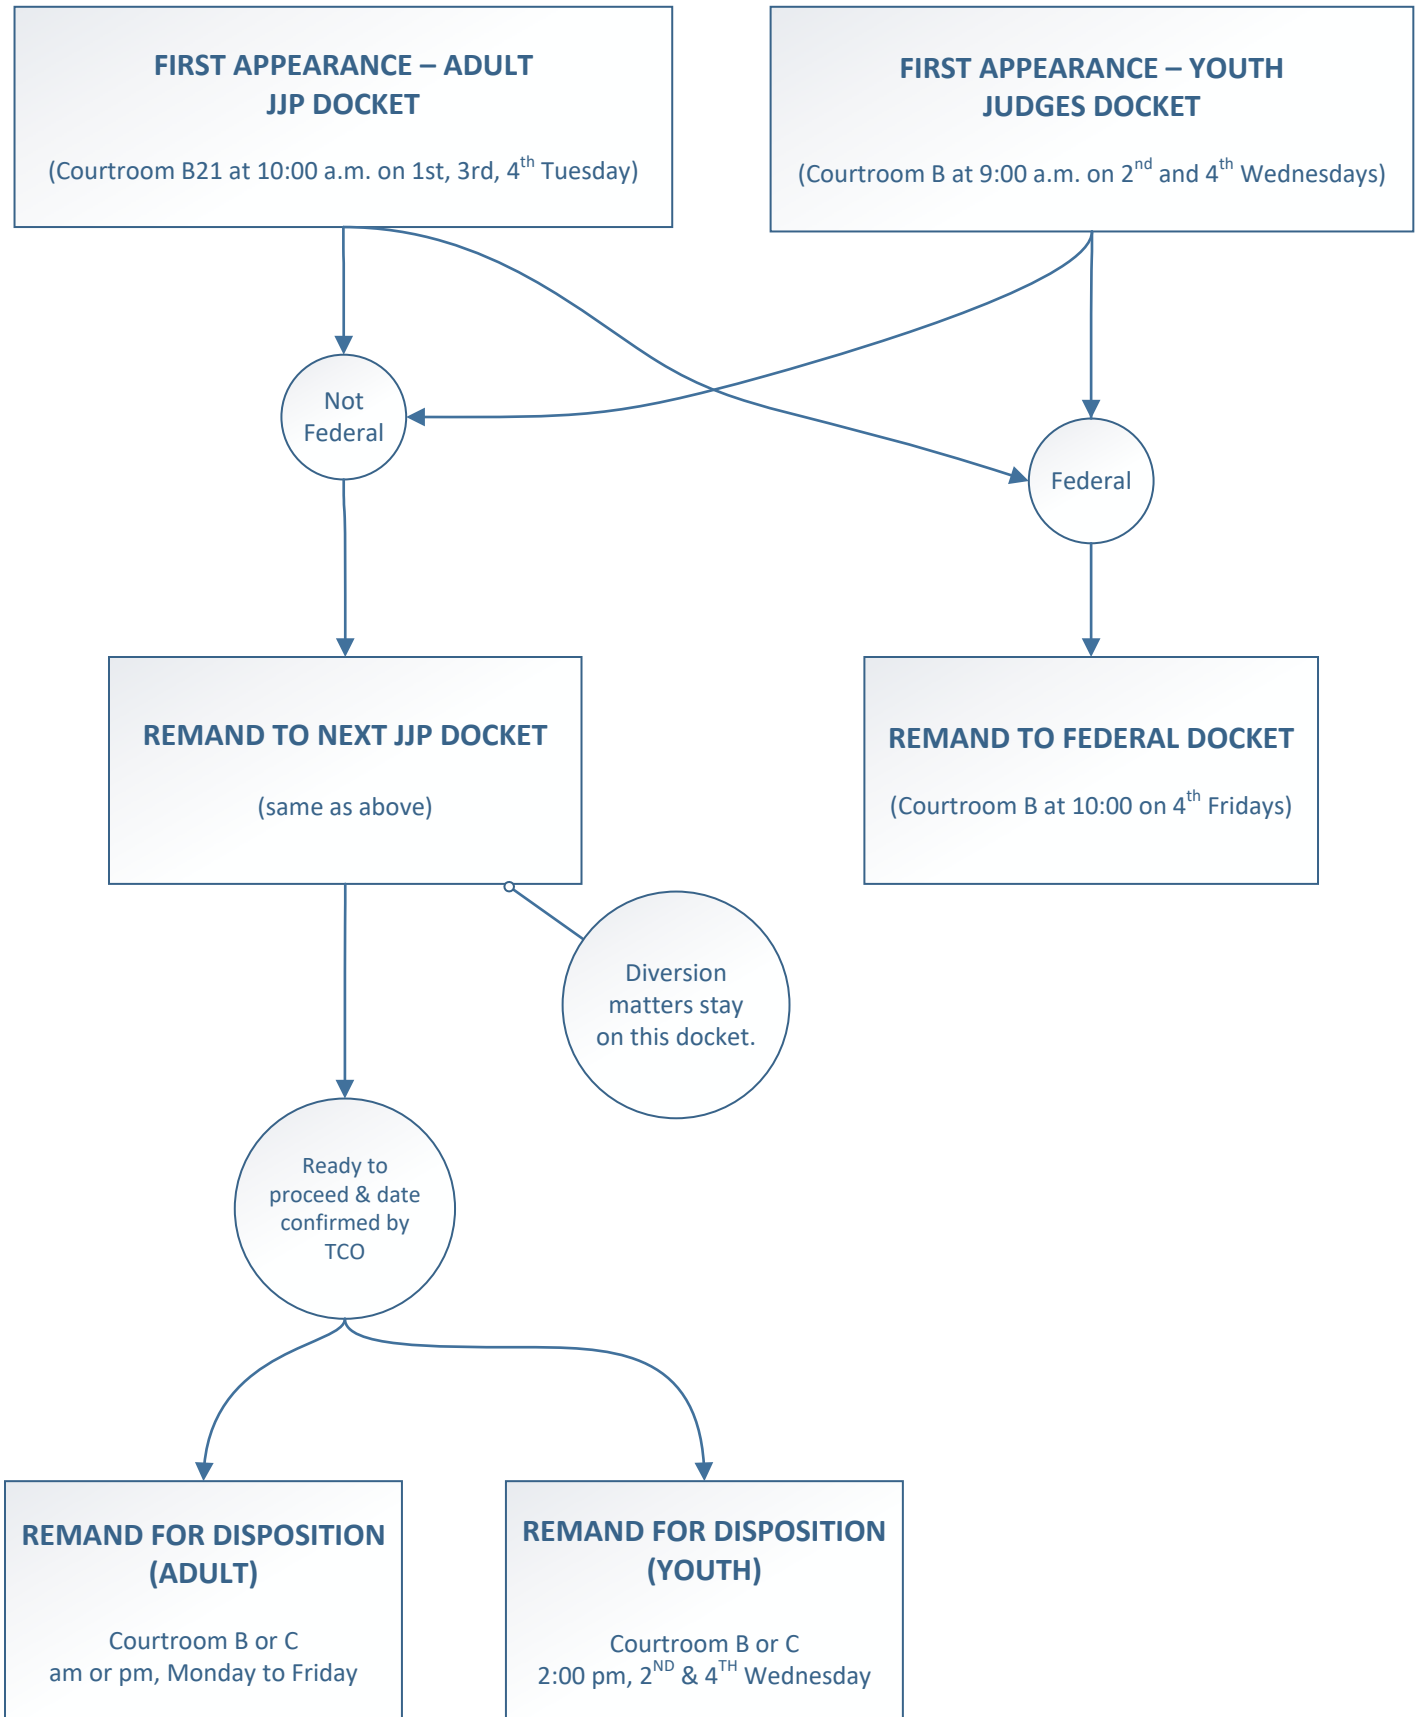 FIRST APPEARANCE – ADULT
JJP DOCKET
(Courtroom B21 at 10:00 a.m. on 1st, 3rd, 4th Tuesday)
FIRST APPEARANCE – YOUTH
JUDGES DOCKET
(Courtroom B at 9:00 a.m. on 2nd and 4th Wednesdays)
Not
Federal
Federal
REMAND TO NEXT JJP DOCKET
(same as above)
REMAND TO FEDERAL DOCKET
(Courtroom B at 10:00 on 4th Fridays)
Diversion
matters stay
on this docket.
Ready to
proceed & date
confirmed by
TCO
REMAND FOR DISPOSITION
(ADULT)
Courtroom B or C
am or pm, Monday to Friday
REMAND FOR DISPOSITION
(YOUTH)
Courtroom B or C
2:00 pm, 2ND & 4TH Wednesday